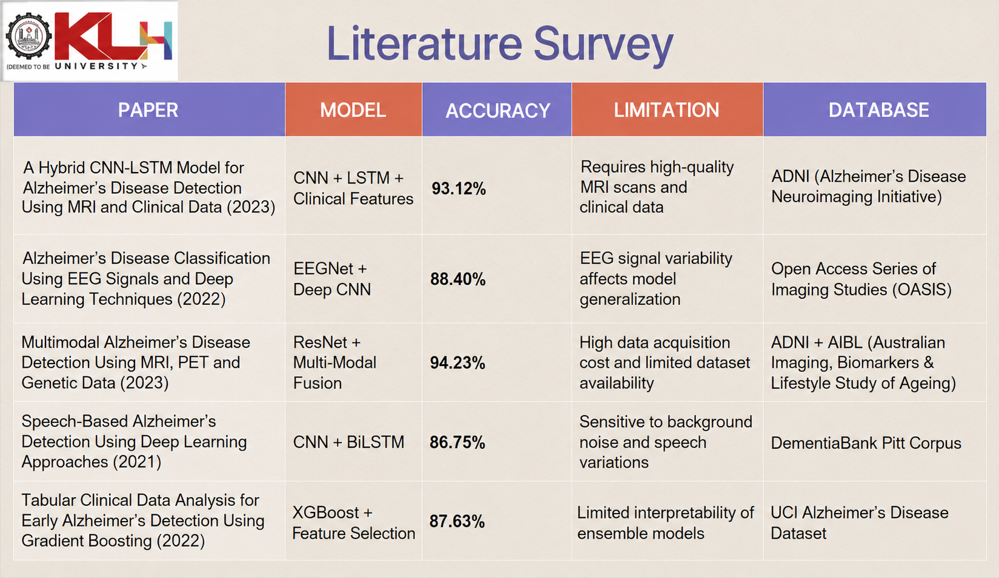 KLH
(DEEMED TO BE UNIVERSITY
Literature Survey
PAPER
MODEL
ACCURACY
LIMITATION
DATABASE
A Hybrid CNN-LSTM Model for
Alzheimer’s Disease Detection
Using MRI and Clinical Data (2023)
CNN + LSTM +
Clinical Features
93.12%
Requires high-quality
MRI scans and
clinical data
ADNI (Alzheimer’s Disease
Neuroimaging Initiative)
Alzheimer’s Disease Classification
Using EEG Signals and Deep
Learning Techniques (2022)
EEGNet +
Deep CNN
88.40%
EEG signal variability
affects model
generalization
Open Access Series of
Imaging Studies (OASIS)
Multimodal Alzheimer’s Disease
Detection Using MRI, PET and
Genetic Data (2023)
ResNet +
Multi-Modal
Fusion
94.23%
High data acquisition
cost and limited dataset
availability
ADNI + AIBL (Australian
Imaging, Biomarkers &
Lifestyle Study of Ageing)
Speech-Based Alzheimer’s
Detection Using Deep Learning
Approaches (2021)
CNN + BiLSTM
86.75%
Sensitive to background
noise and speech
variations
DementiaBank Pitt Corpus
Tabular Clinical Data Analysis for
Early Alzheimer’s Detection Using
Gradient Boosting (2022)
XGBoost +
Feature Selection
87.63%
Limited interpretability of
ensemble models
UCI Alzheimer’s Disease
Dataset